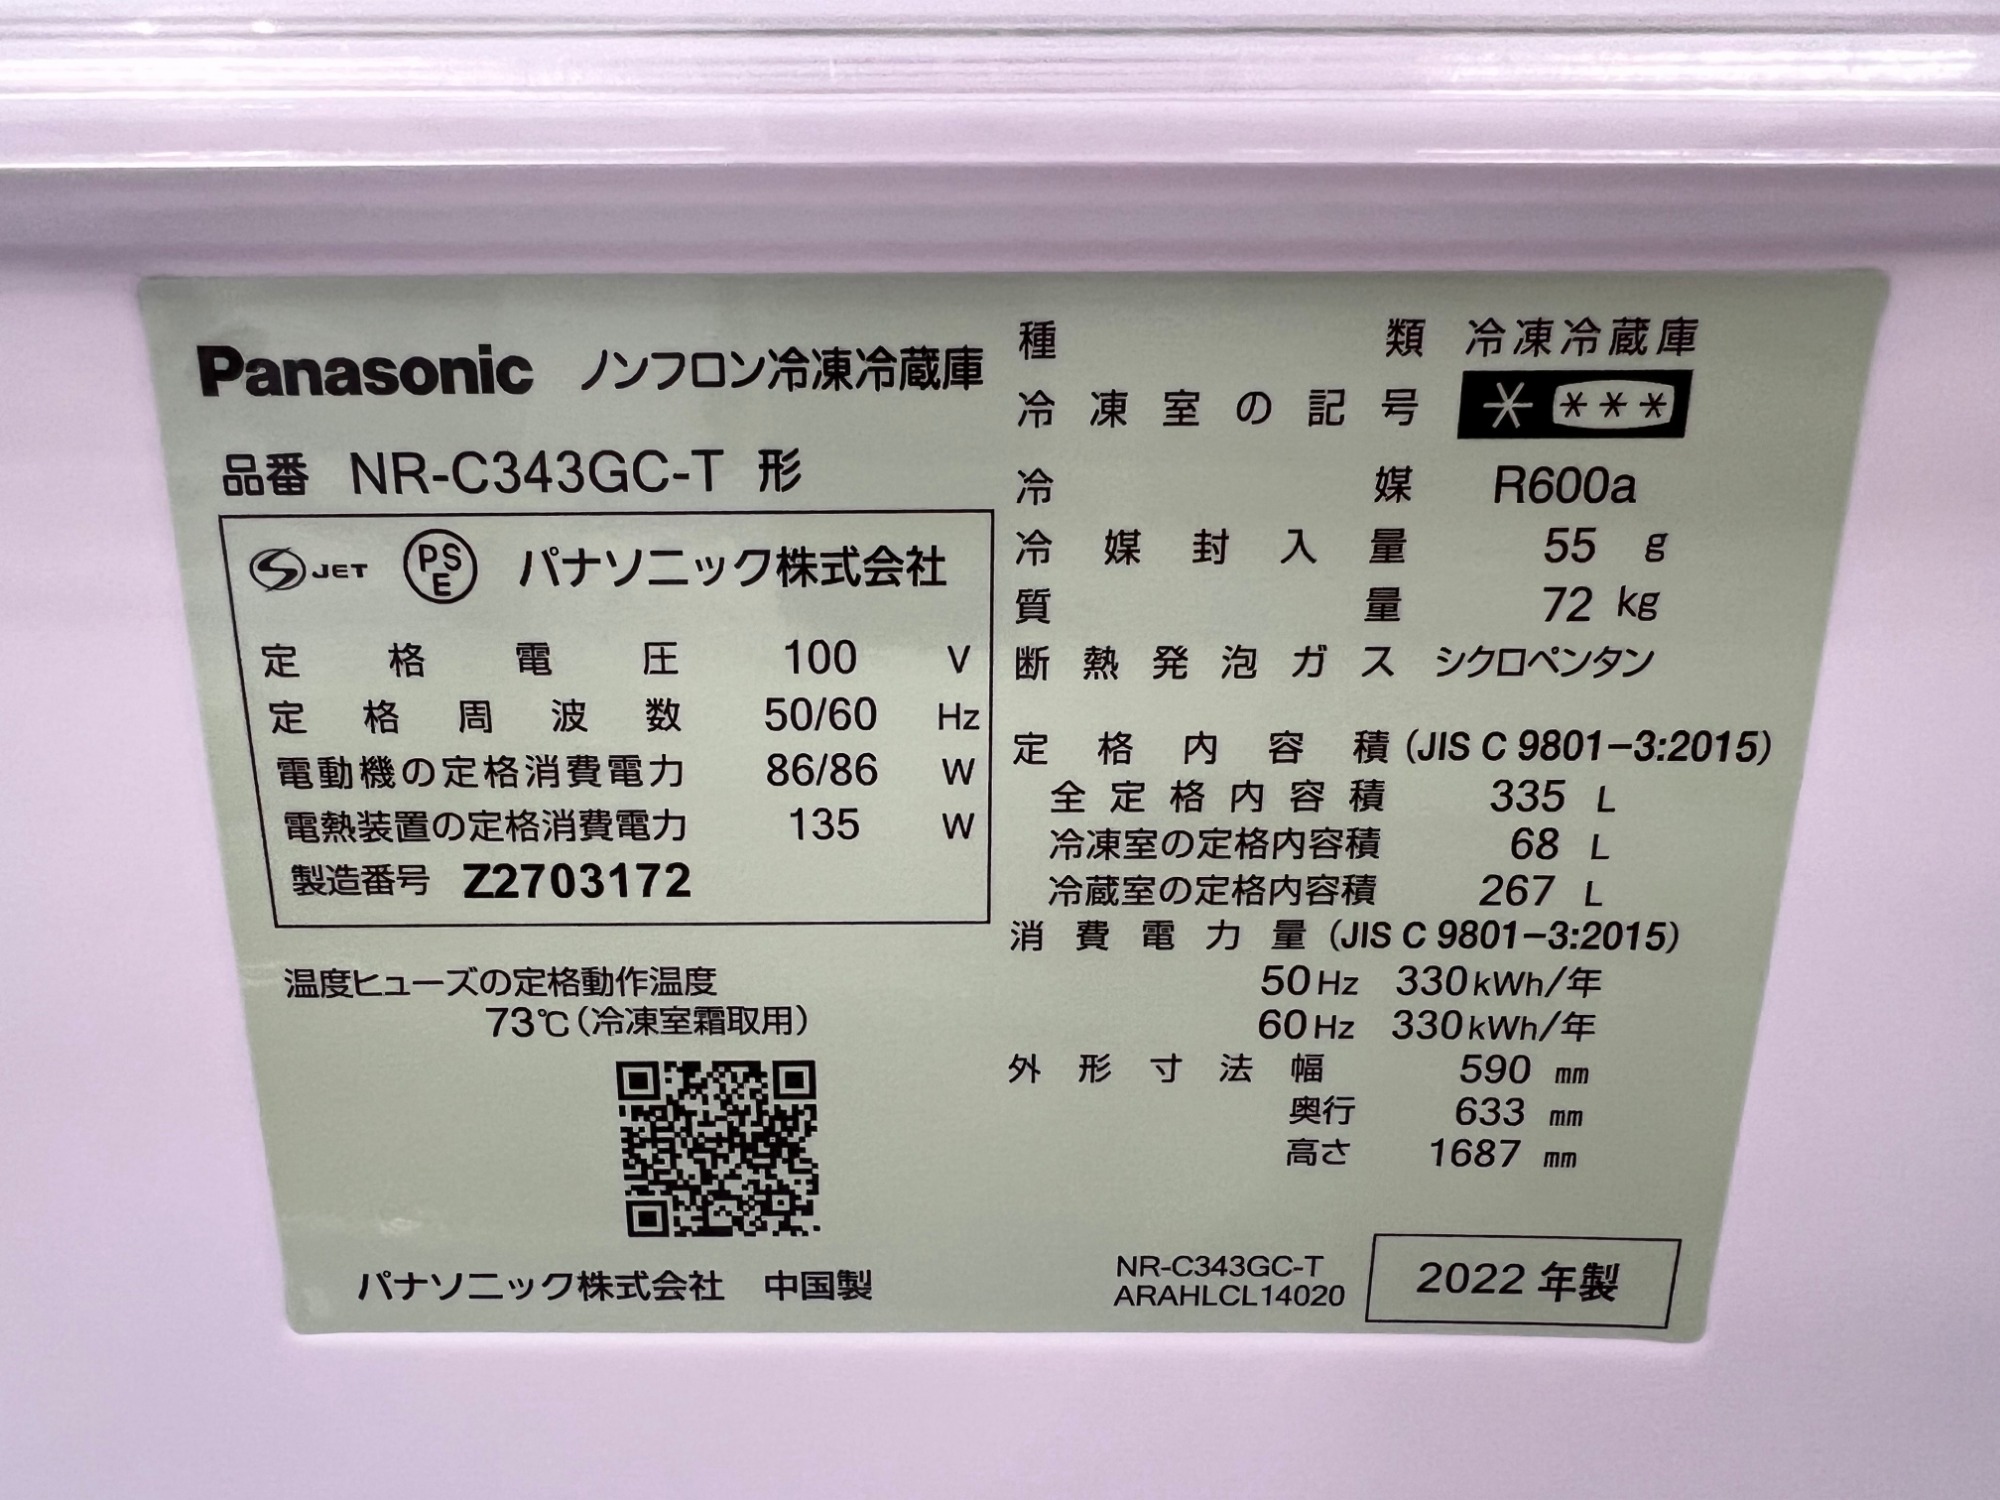 Panasonic ノンフロン冷凍冷蔵庫
品番 NR-C343GC-T 形
JET PSE パナソニック株式会社
定格電圧 100 V
定格周波数 50/60 Hz
電動機の定格消費電力 86/86 W
電熱装置の定格消費電力 135 W
製造番号 Z2703172
温度ヒューズの定格動作温度
73℃(冷凍室霜取用)
パナソニック株式会社 中国製
種類 冷凍冷蔵庫
冷凍室の記号 * ***
冷媒 R600a
冷媒封入量 55 g
質量 72 kg
断熱発泡ガス シクロペンタン
定格内容積 (JIS C 9801-3:2015)
全定格内容積 335 L
冷凍室の定格内容積 68 L
冷蔵室の定格内容積 267 L
消費電力量 (JIS C 9801-3:2015)
50Hz 330kWh/年
60Hz 330kWh/年
外形寸法 幅 590 mm
奥行 633 mm
高さ 1687 mm
NR-C343GC-T
ARAHLCL14020
2022 年製